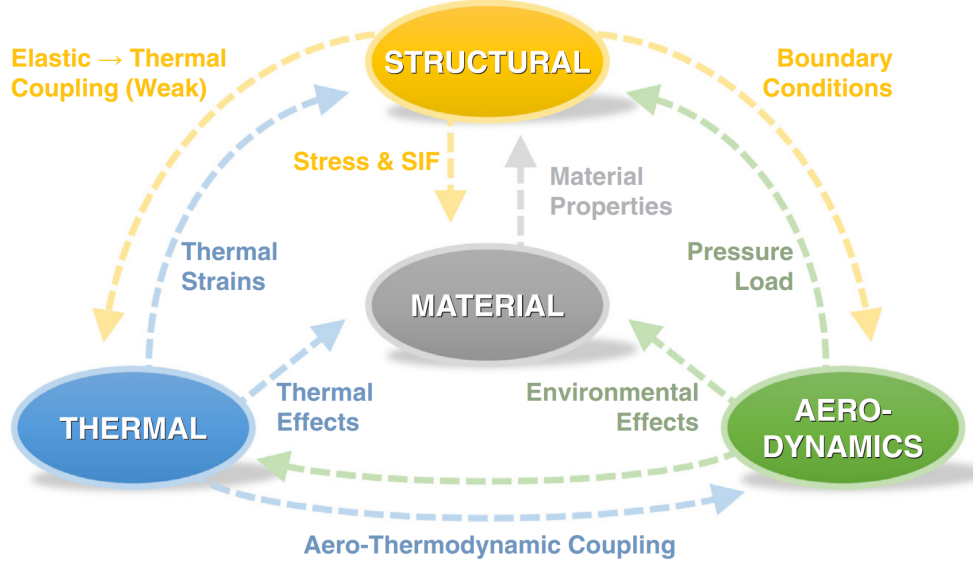 STRUCTURAL
Elastic → Thermal
Coupling (Weak)
Boundary
Conditions
Stress & SIF
Material
Properties
Thermal
Strains
Pressure
Load
MATERIAL
Thermal
Effects
Environmental
Effects
THERMAL
AERO-
DYNAMICS
Aero-Thermodynamic Coupling